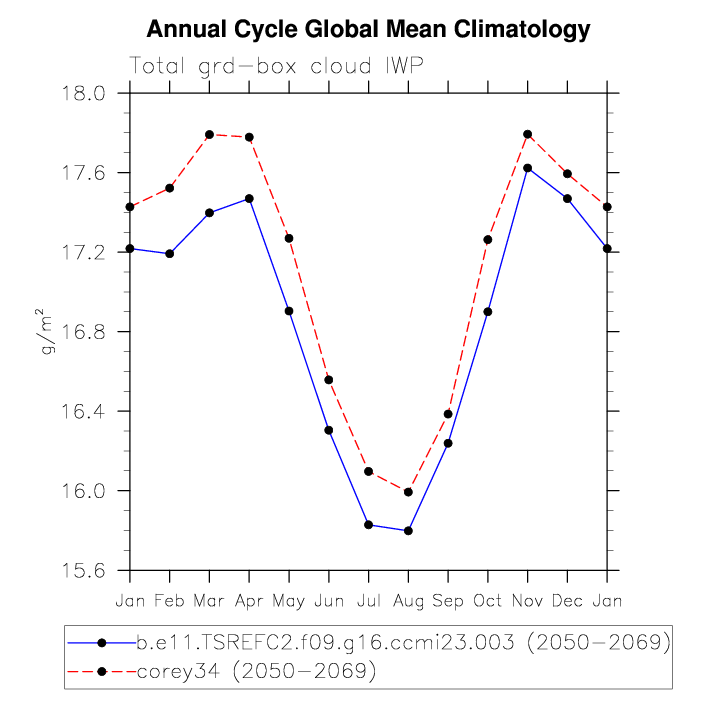 Annual Cycle Global Mean Climatology
Total grd-box cloud IWP
18.0
17.6
17.2
16.8
16.4
16.0
15.6
g/m²
Jan Feb Mar Apr May Jun Jul Aug Sep Oct Nov Dec Jan
b.e11.TSREFC2.f09.g16.ccmi23.003 (2050-2069)
corey34 (2050-2069)